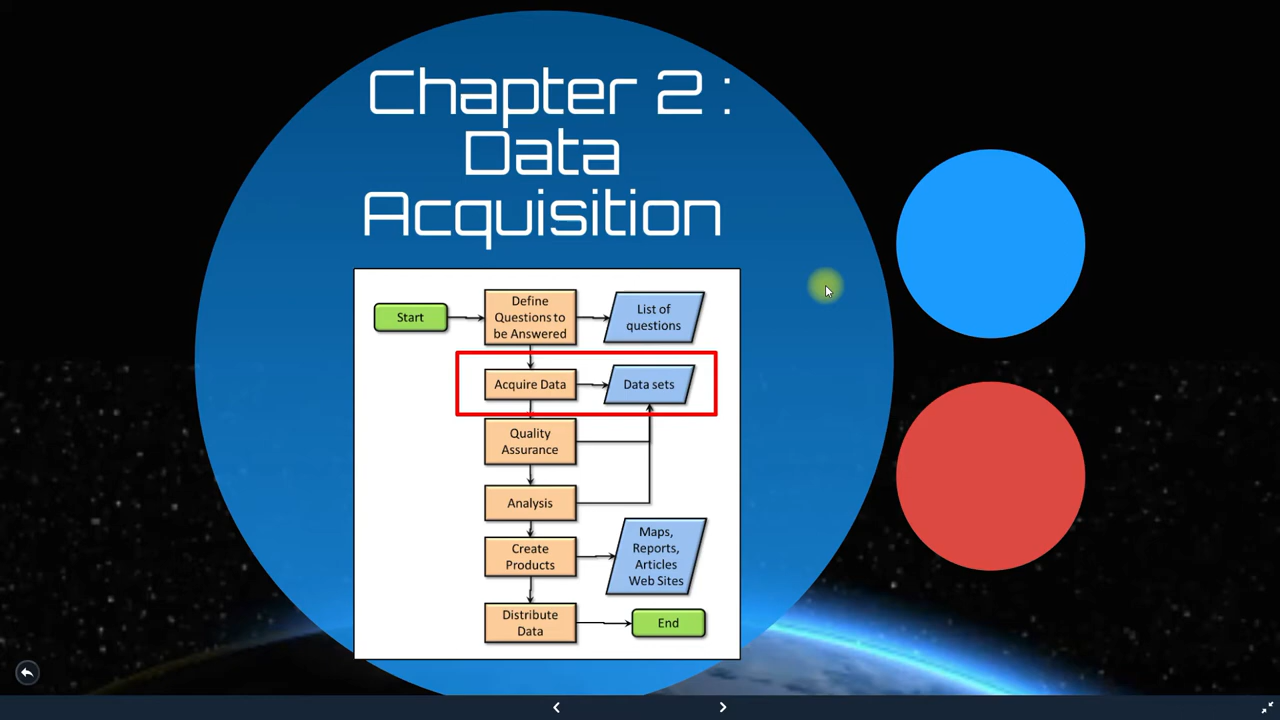 Chapter 2 :
Data
Acquisition
Start
Define
Questions to
be Answered
List of
questions
Acquire Data
Data sets
Quality
Assurance
Analysis
Create
Products
Maps,
Reports,
Articles
Web Sites
Distribute
Data
End